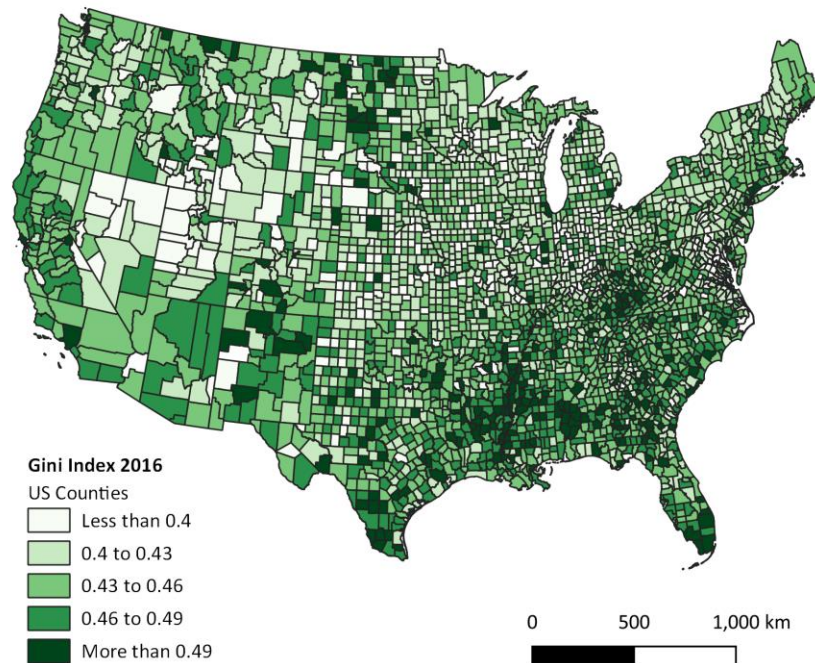 Gini Index 2016
US Counties
Less than 0.4
0.4 to 0.43
0.43 to 0.46
0.46 to 0.49
More than 0.49
0 500 1,000 km